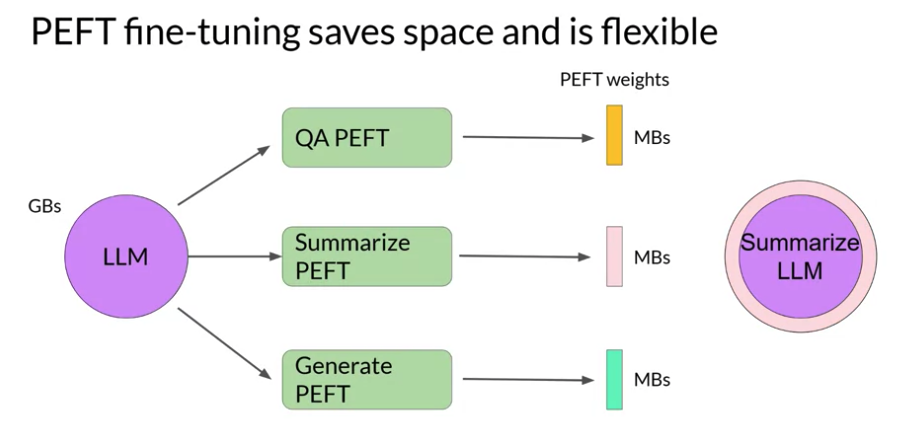 PEFT fine-tuning saves space and is flexible
PEFT weights
QA PEFT
MBs
GBs
LLM
Summarize
PEFT
MBs
Summarize
LLM
Generate
PEFT
MBs